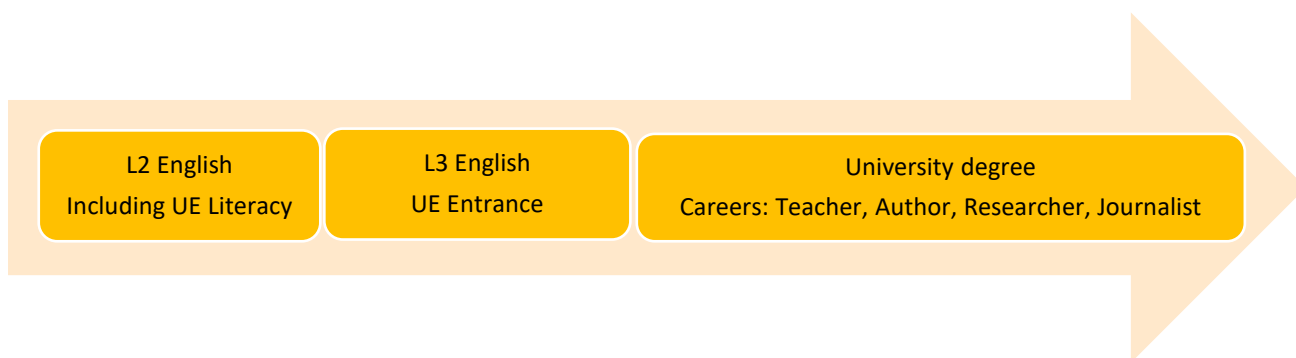 L2 English
Including UE Literacy
L3 English
UE Entrance
University degree
Careers: Teacher, Author, Researcher, Journalist